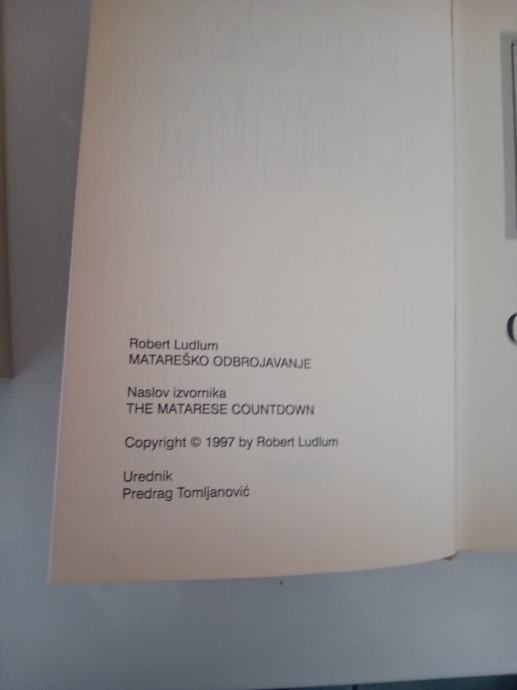 Robert Ludlum
MATAREŠKO ODBROJAVANJE
Naslov izvornika
THE MATARESE COUNTDOWN
Copyright © 1997 by Robert Ludlum
Urednik
Predrag Tomljanović